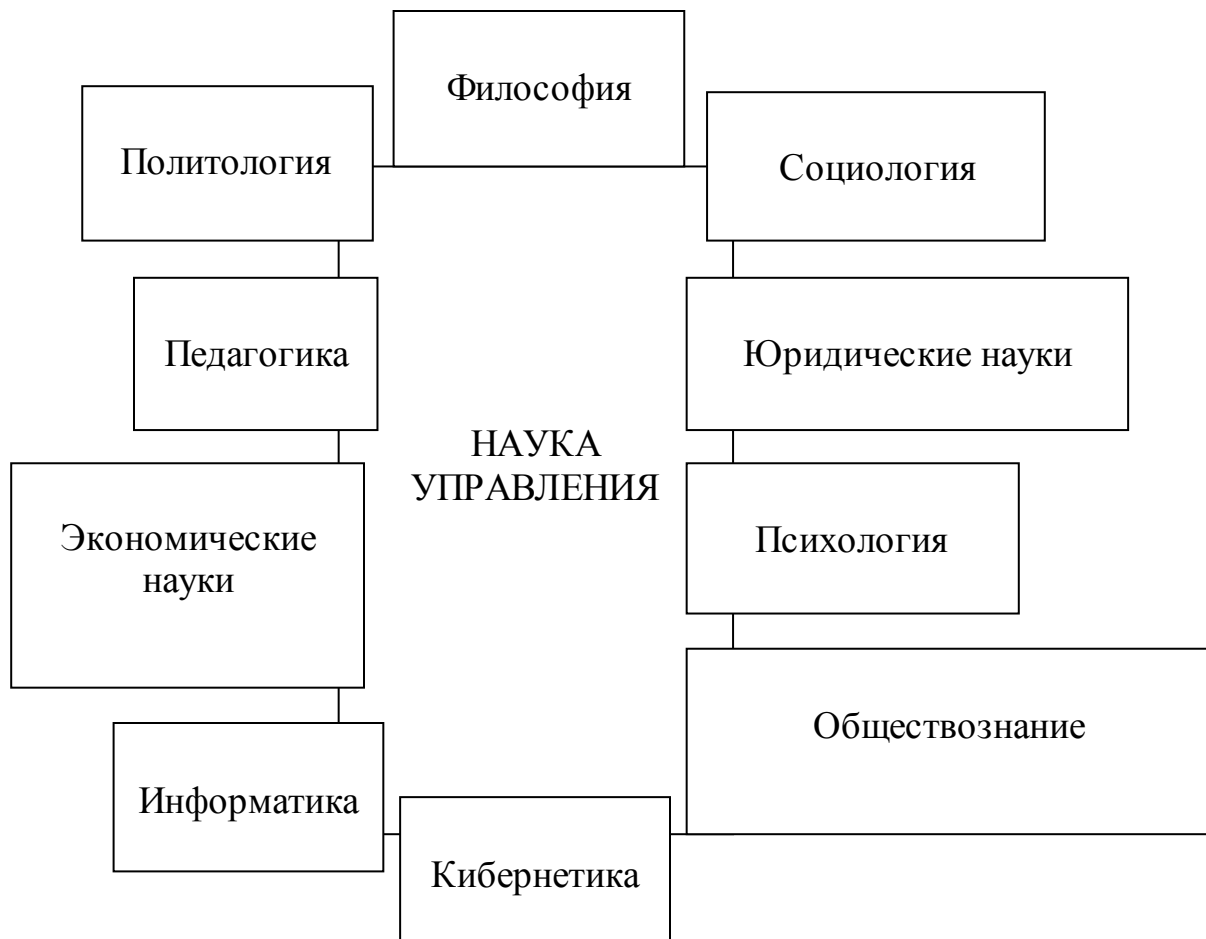 Философия
Политология
Социология
Педагогика
Юридические науки
НАУКА
УПРАВЛЕНИЯ
Экономические
науки
Психология
Обществознание
Информатика
Кибернетика